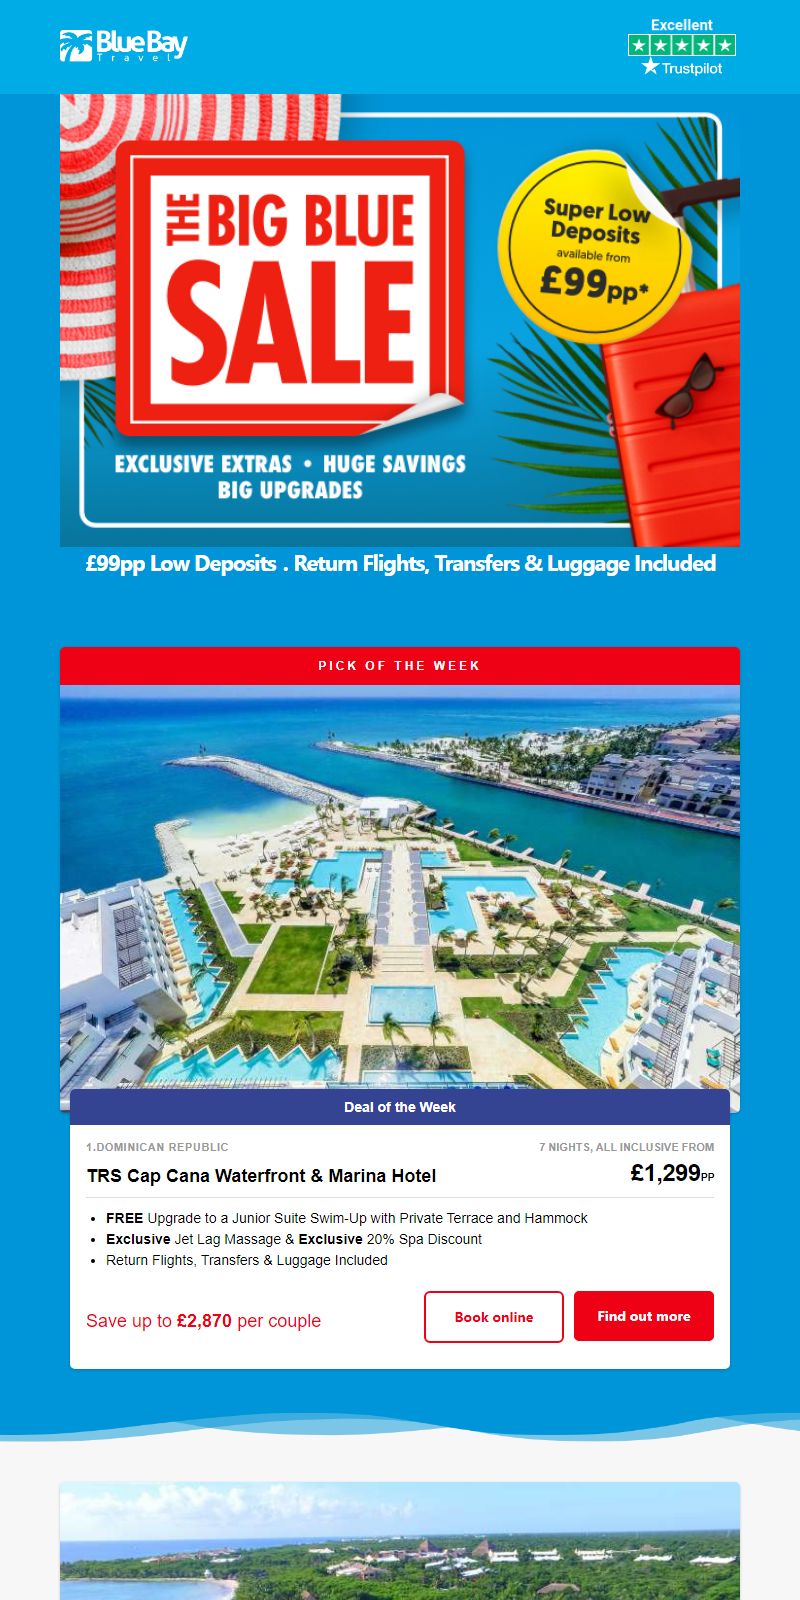 Blue Bay
Travel
Excellent
Trustpilot
THE BIG BLUE
SALE
Super Low
Deposits
available from
£99pp*
EXCLUSIVE EXTRAS • HUGE SAVINGS
BIG UPGRADES
£99pp Low Deposits . Return Flights, Transfers & Luggage Included
PICK OF THE WEEK
Deal of the Week
1.DOMINICAN REPUBLIC
7 NIGHTS, ALL INCLUSIVE FROM
TRS Cap Cana Waterfront & Marina Hotel
£1,299PP
• FREE Upgrade to a Junior Suite Swim-Up with Private Terrace and Hammock
• Exclusive Jet Lag Massage & Exclusive 20% Spa Discount
• Return Flights, Transfers & Luggage Included
Save up to £2,870 per couple
Book online
Find out more